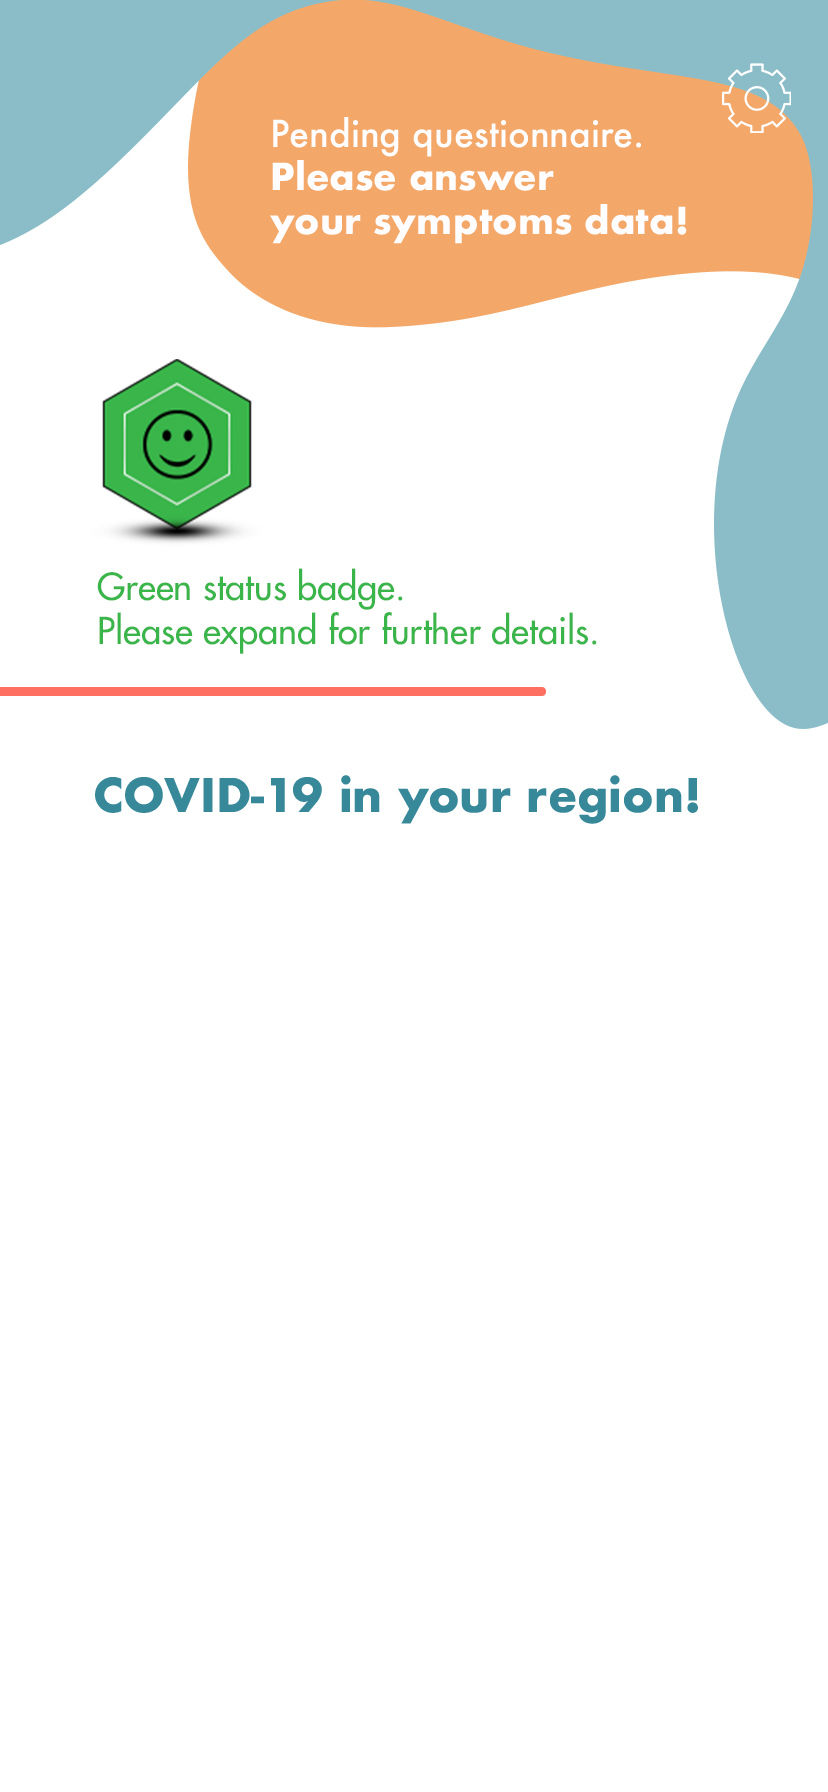 Pending questionnaire.
Please answer
your symptoms data!
Green status badge.
Please expand for further details.
COVID-19 in your region!